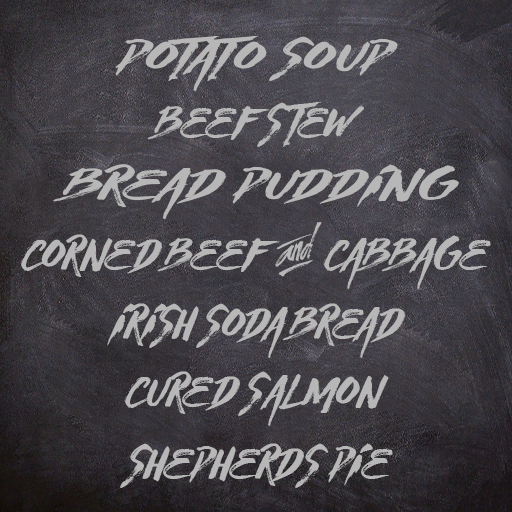 POTATO SOUP
BEEF STEW
BREAD PUDDING
CORNED BEEF and CABBAGE
IRISH SODA BREAD
CURED SALMON
SHEPHERDS PIE